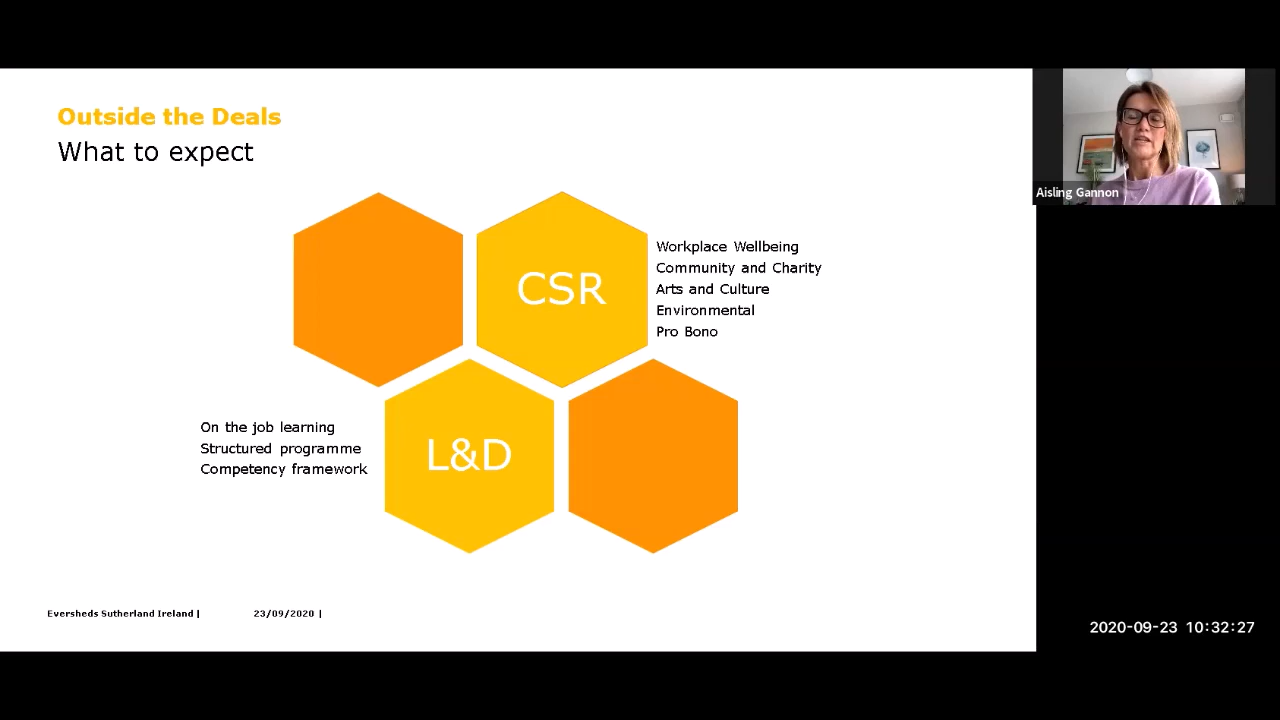 Outside the Deals
What to expect
CSR
Workplace Wellbeing
Community and Charity
Arts and Culture
Environmental
Pro Bono
On the job learning
Structured programme
Competency framework
L&D
Eversheds Sutherland Ireland | 23/09/2020 |
Aisling Gannon
2020-09-23 10:32:27